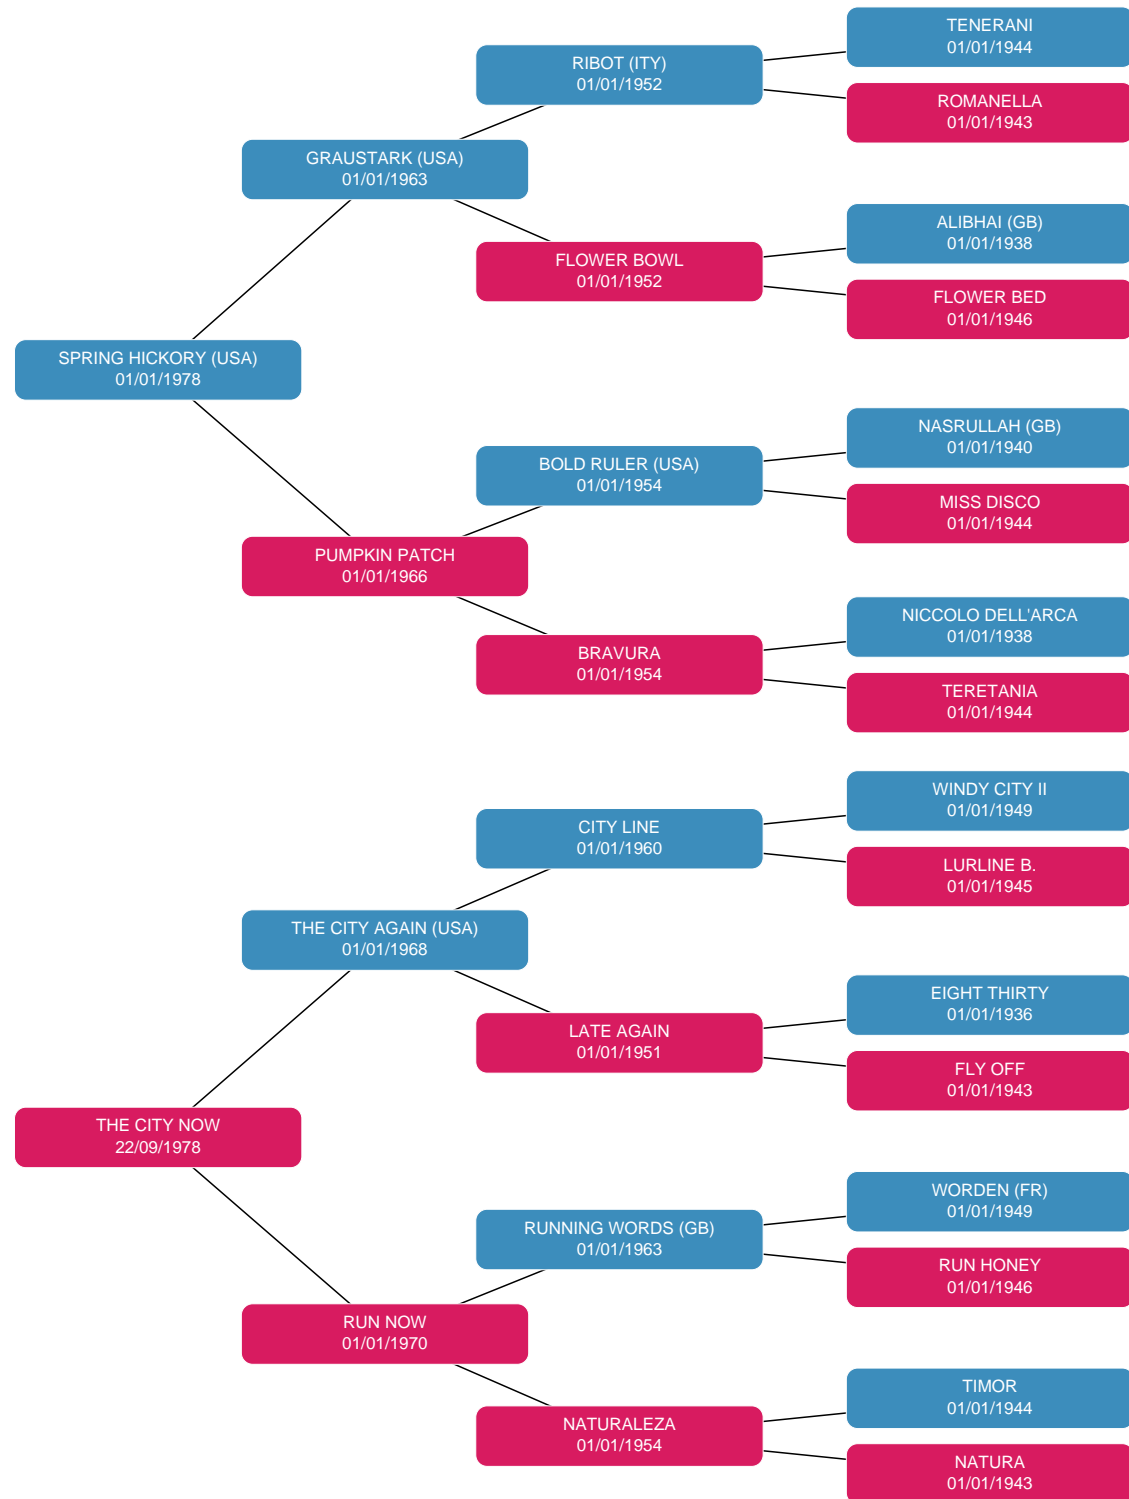 TENERANI
01/01/1944
RIBOT (ITY)
01/01/1952
ROMANELLA
01/01/1943
GRAUSTARK (USA)
01/01/1963
ALIBHAI (GB)
01/01/1938
FLOWER BOWL
01/01/1952
FLOWER BED
01/01/1946
SPRING HICKORY (USA)
01/01/1978
NASRULLAH (GB)
01/01/1940
BOLD RULER (USA)
01/01/1954
MISS DISCO
01/01/1944
PUMPKIN PATCH
01/01/1966
NICCOLO DELL'ARCA
01/01/1938
BRAVURA
01/01/1954
TERETANIA
01/01/1944
WINDY CITY II
01/01/1949
CITY LINE
01/01/1960
LURLINE B.
01/01/1945
THE CITY AGAIN (USA)
01/01/1968
EIGHT THIRTY
01/01/1936
LATE AGAIN
01/01/1951
FLY OFF
01/01/1943
THE CITY NOW
22/09/1978
WORDEN (FR)
01/01/1949
RUNNING WORDS (GB)
01/01/1963
RUN HONEY
01/01/1946
RUN NOW
01/01/1970
TIMOR
01/01/1944
NATURALEZA
01/01/1954
NATURA
01/01/1943